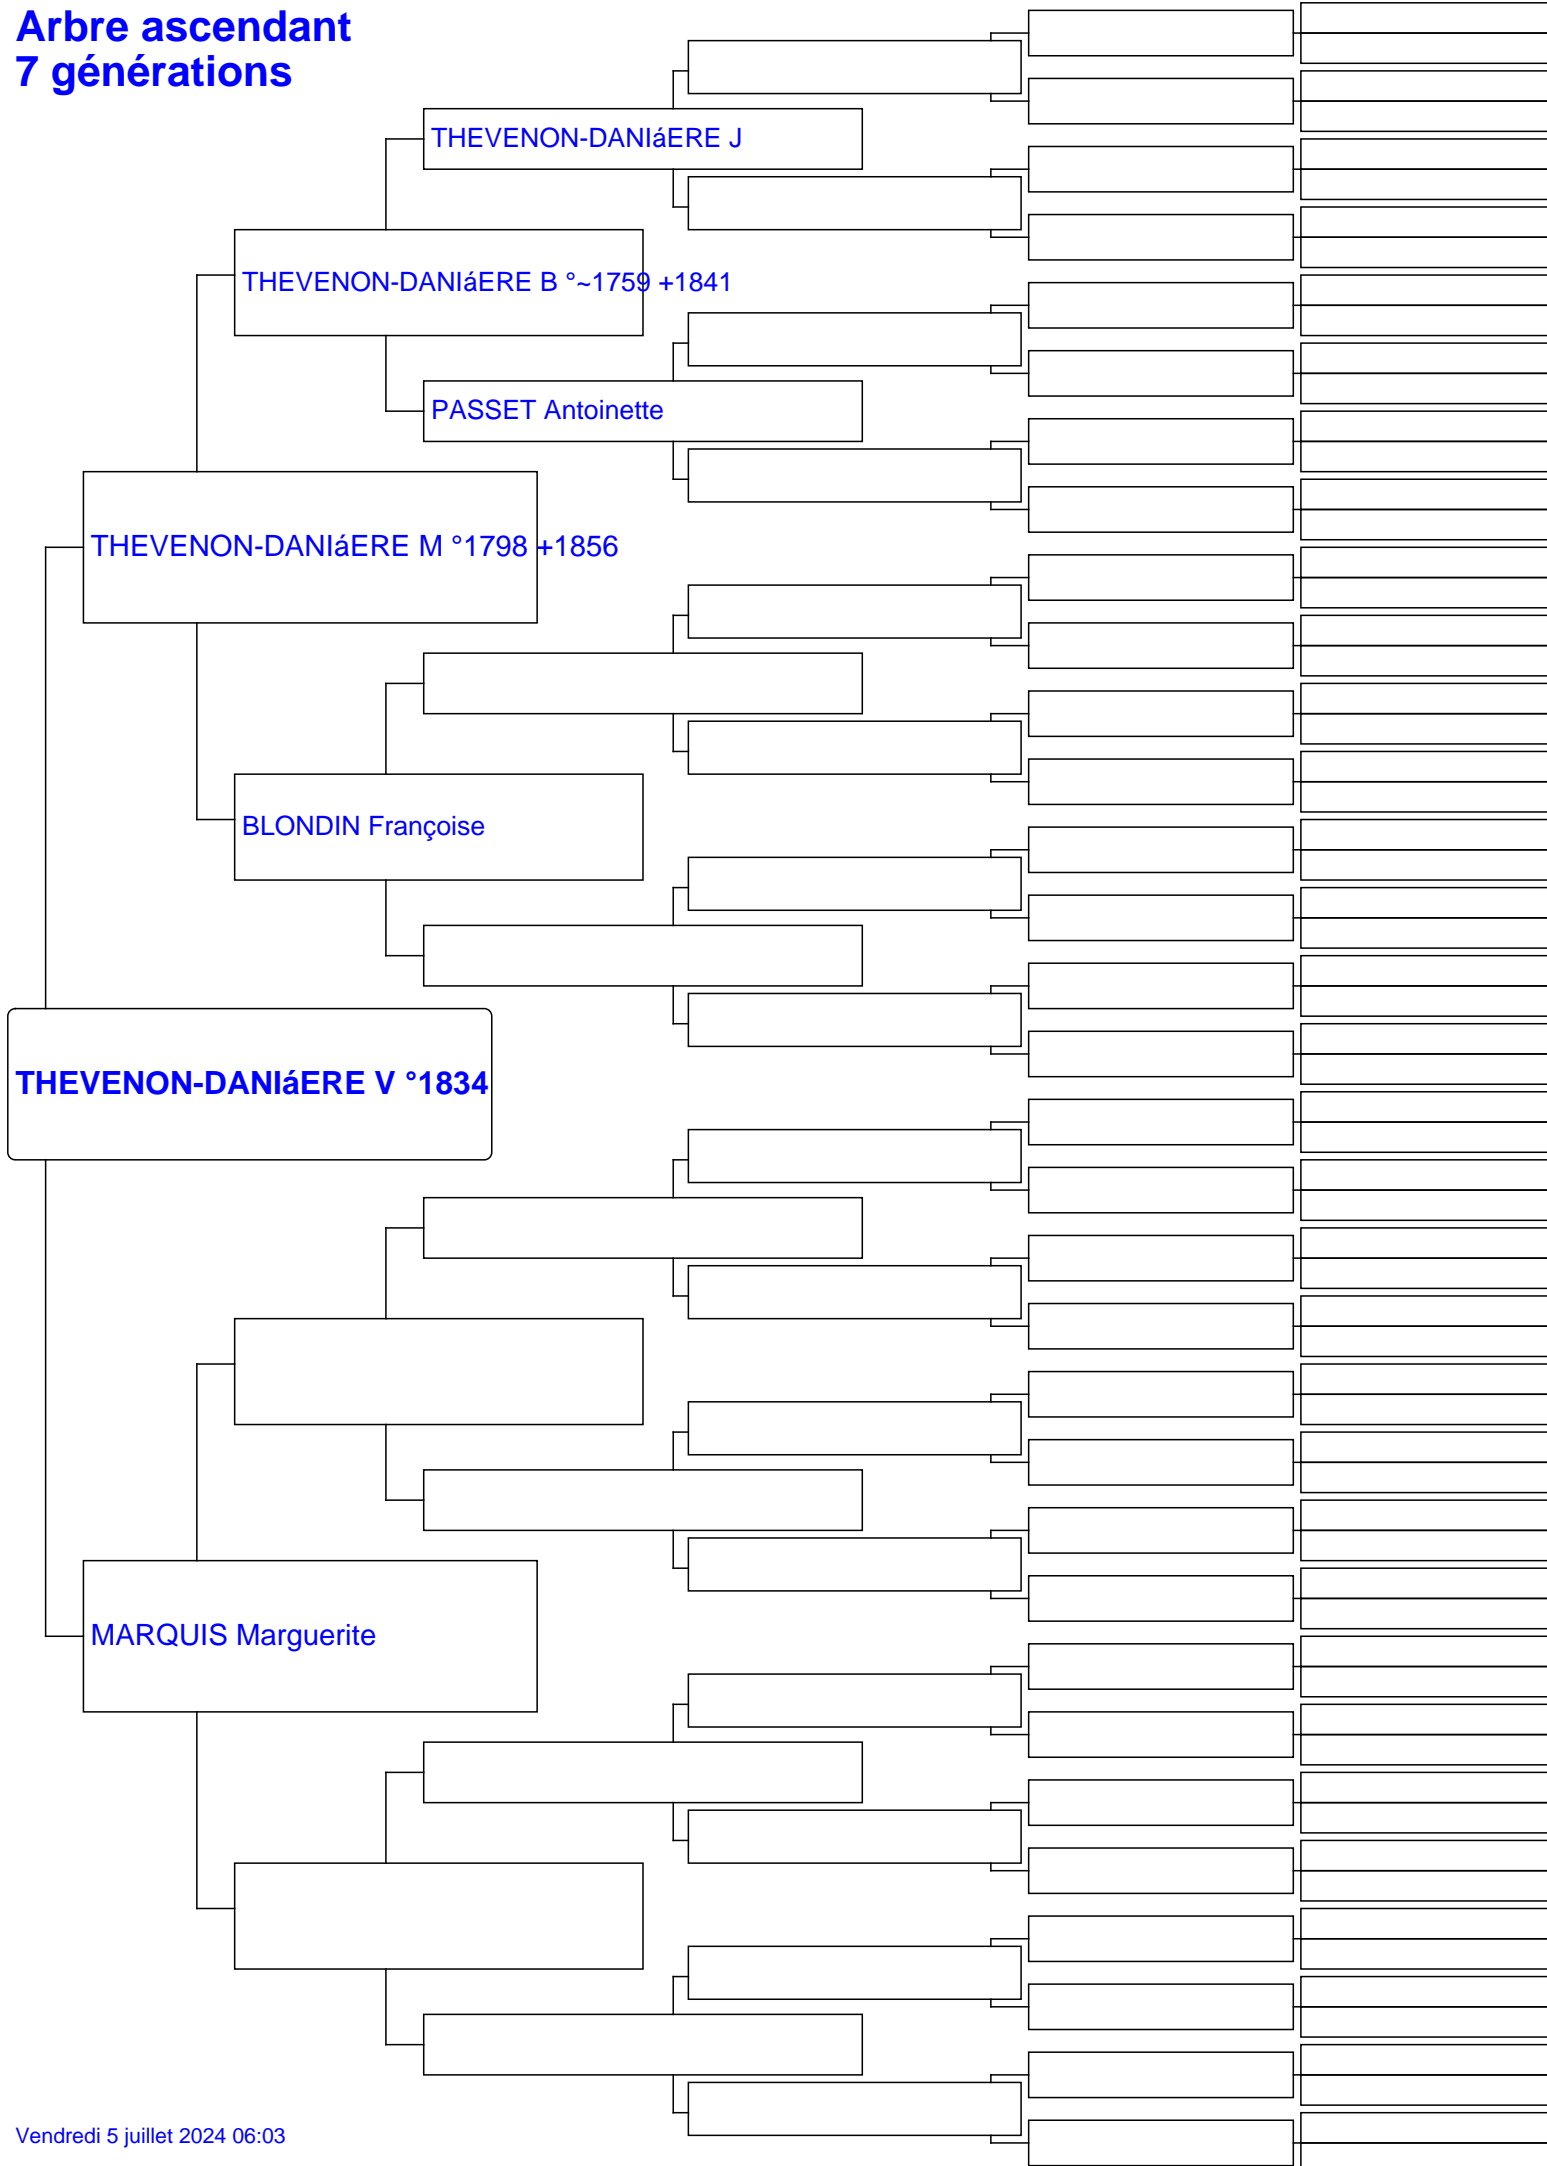 Arbre ascendant
7 générations
THEVENON-DANIáERE J
THEVENON-DANIáERE B °~1759 +1841
PASSET Antoinette
THEVENON-DANIáERE M °1798 +1856
BLONDIN Françoise
THEVENON-DANIáERE V °1834
MARQUIS Marguerite
Vendredi 5 juillet 2024 06:03